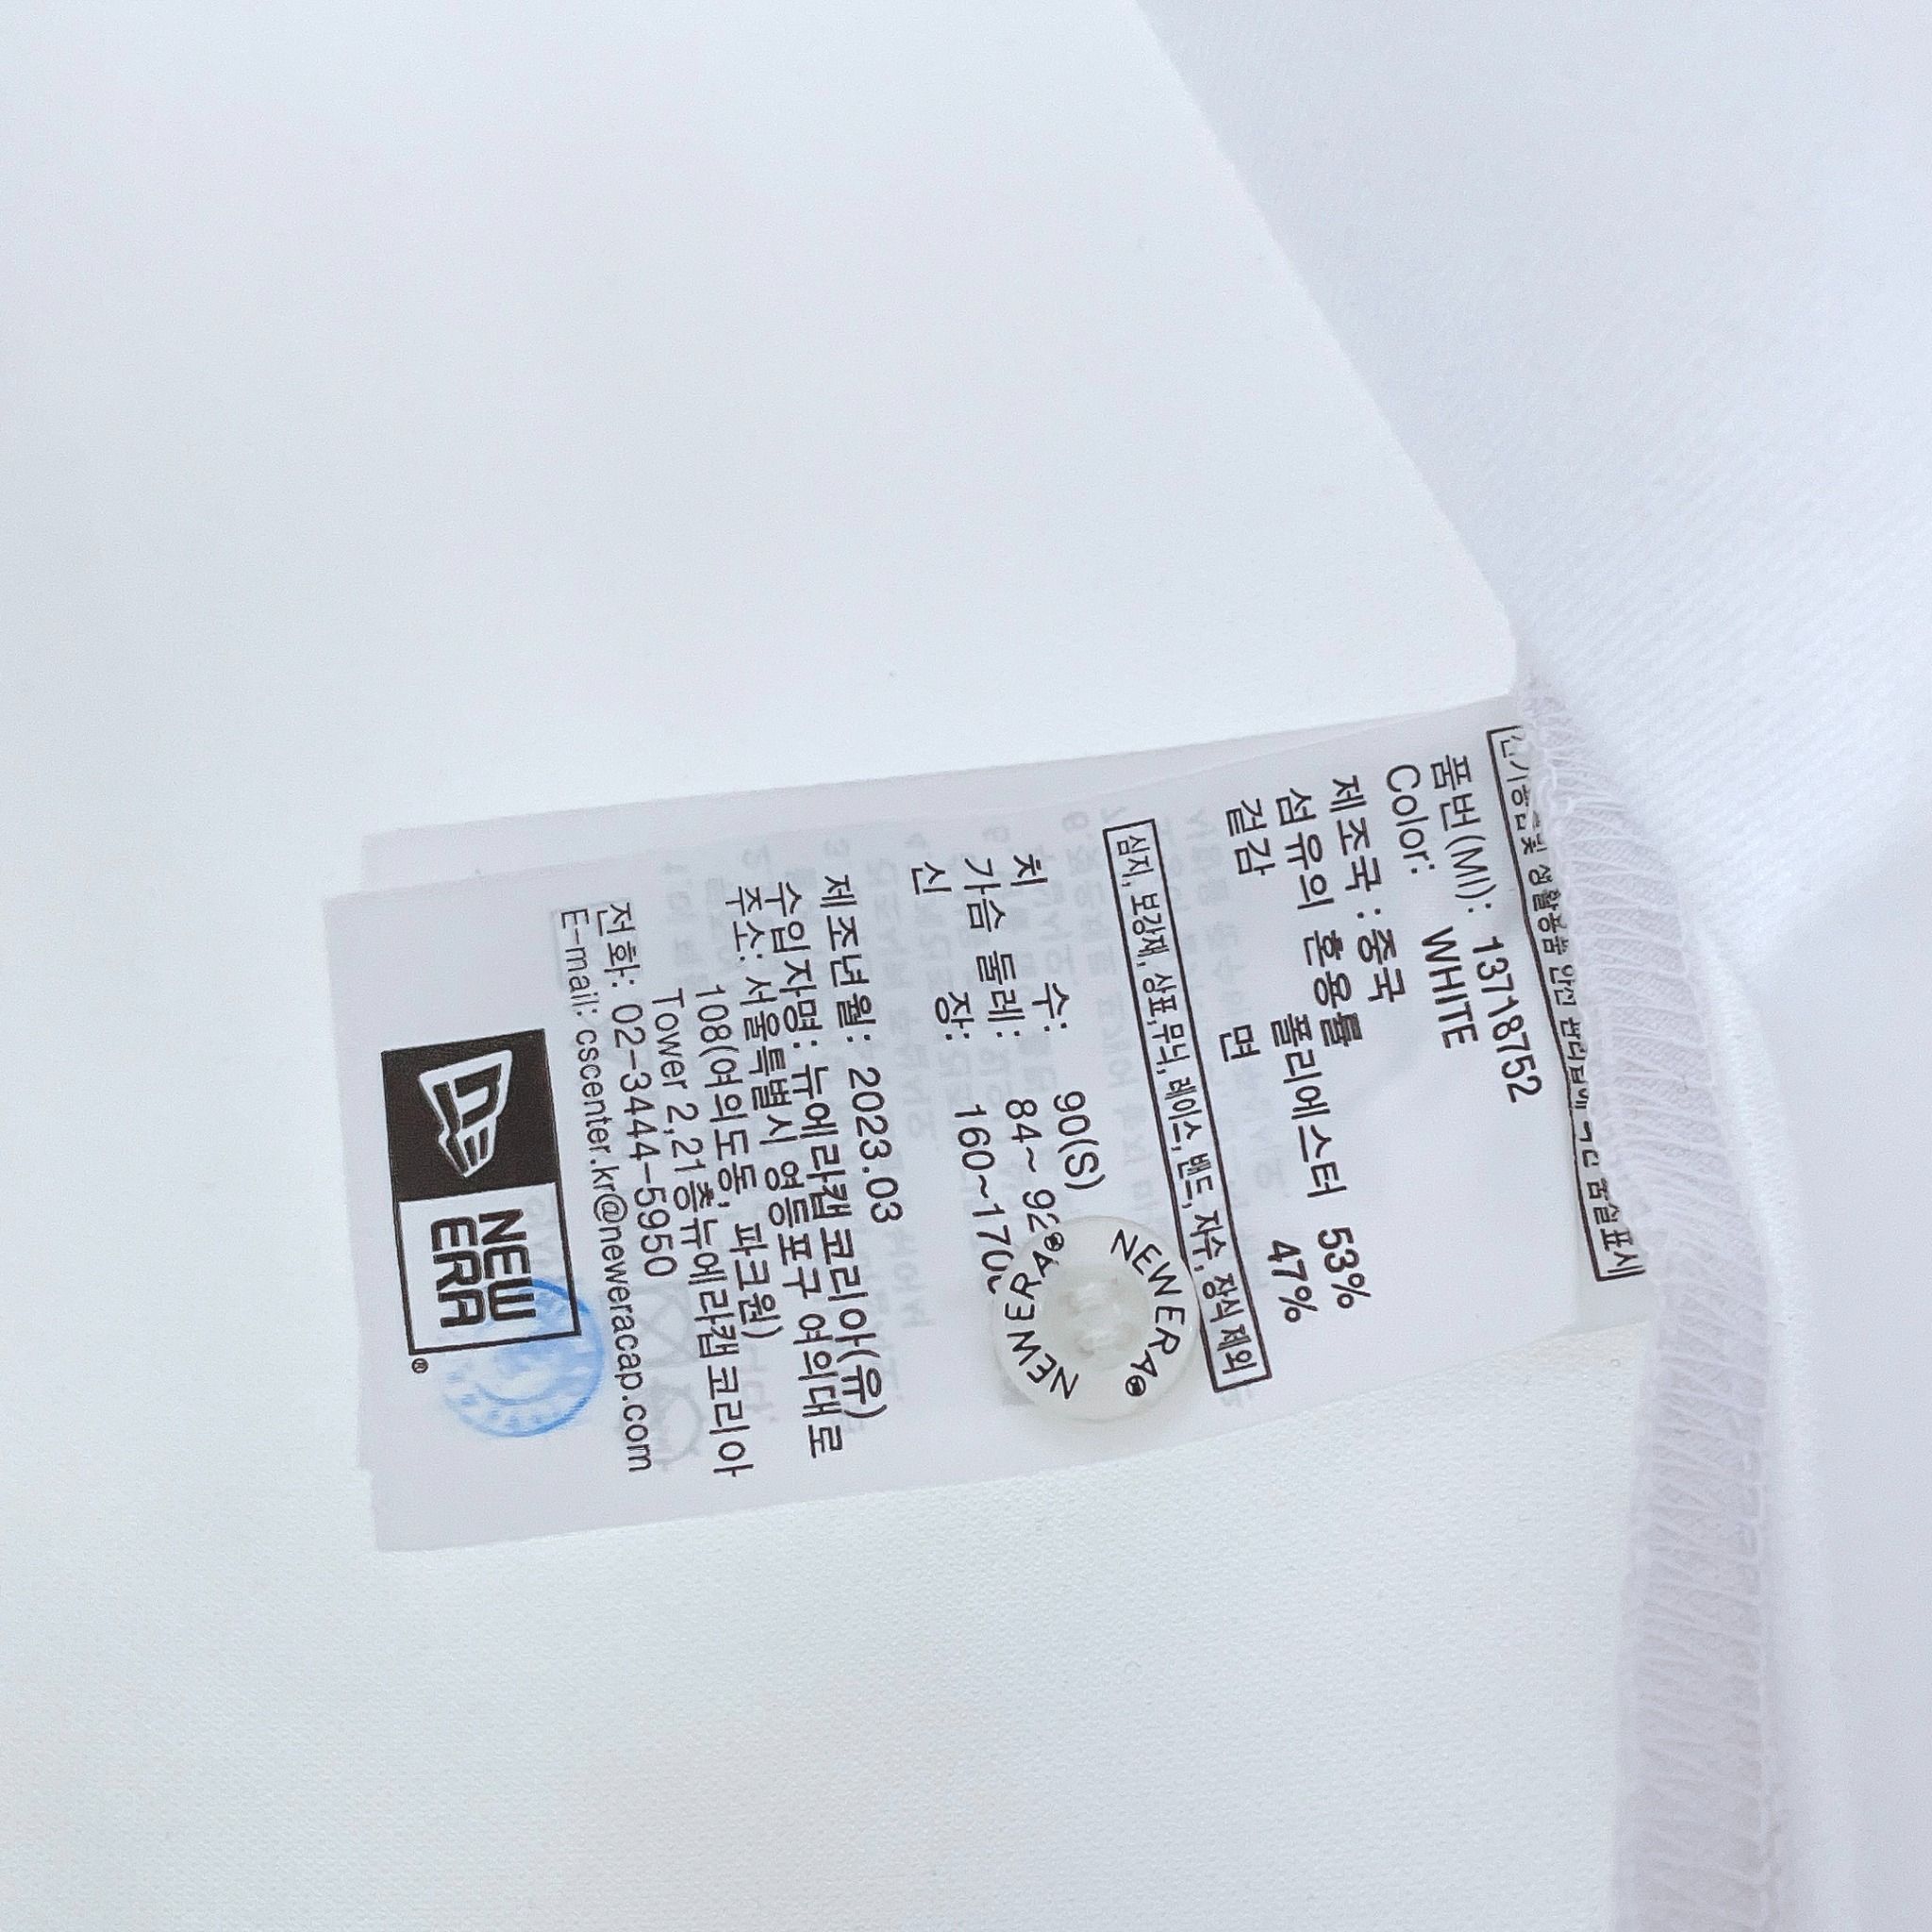 품번(MI): 13718752
Color: WHITE
제조국 : 중국
섬유의 혼용률
겉감 폴리에스터 53%
면 47%
심지, 보강재, 상표,무늬, 레이스, 밴드, 자수, 장식 제외
치 수: 90(S)
가슴 둘레: 84~ 92
신 장: 160~170
NEWERA NEWERA
제조년월: 2023.03
수입자명: 뉴에라캡코리아(유)
주소: 서울특별시 영등포구 여의대로
108(여의도동, 파크원)
Tower 2,21층뉴에라캡코리아
전화: 02-3444-5950
E-mail: cscenter.kr@neweracap.com
NEW
ERA®